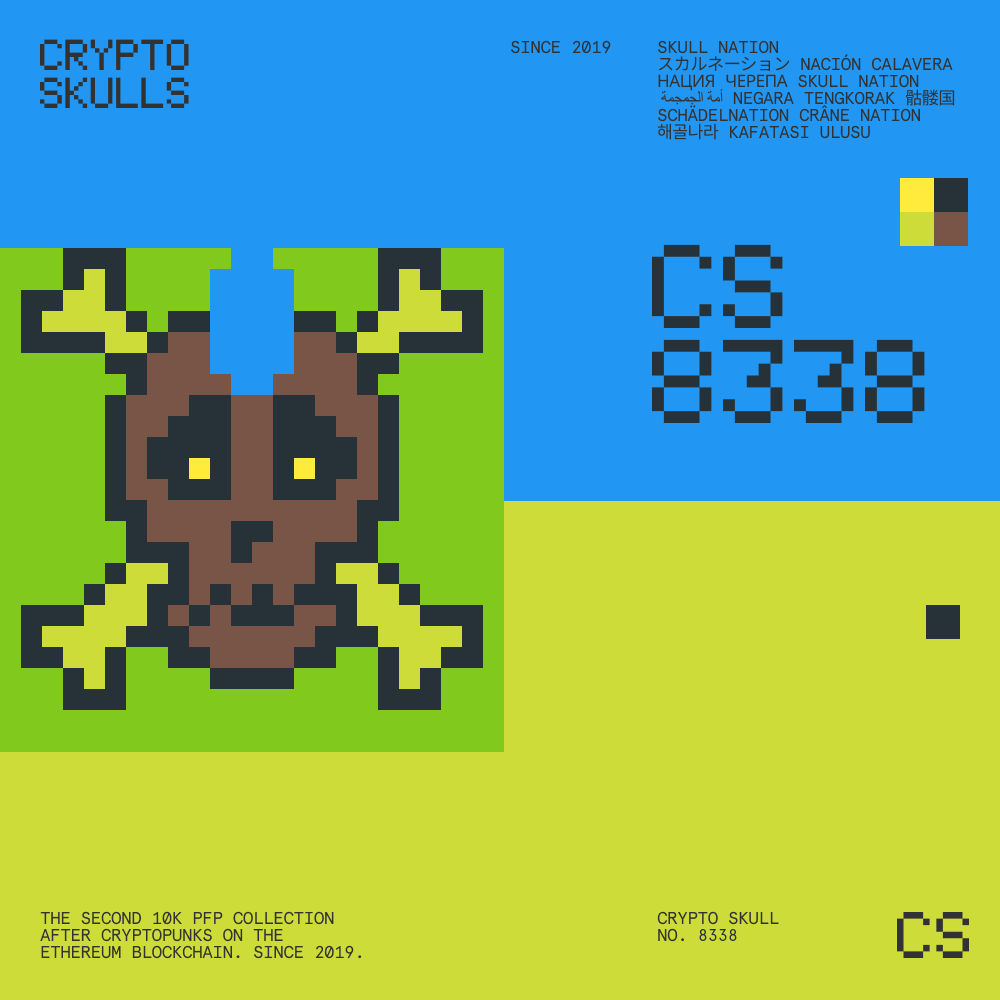 CRYPTO
SKULLS
SINCE 2019
SKULL NATION
スカルネーション NACIÓN CALAVERA
НАЦИЯ ЧЕРЕПА SKULL NATION
أمة الجمجمة NEGARA TENGKORAK 骷髅国
SCHÄDELNATION CRÂNE NATION
해골나라 KAFATASI ULUSU
CS
8338
THE SECOND 10K PFP COLLECTION
AFTER CRYPTOPUNKS ON THE
ETHEREUM BLOCKCHAIN. SINCE 2019.
CRYPTO SKULL
NO. 8338
CS